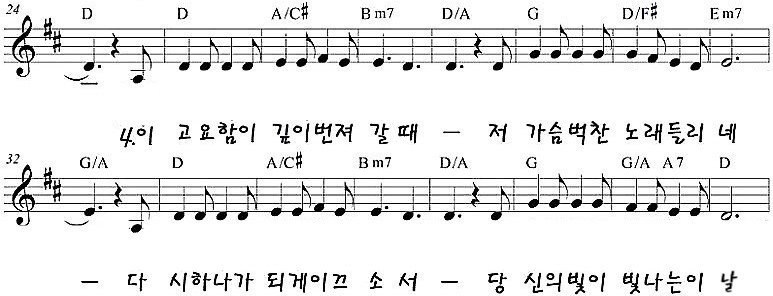 24 D D A/C# Bm7 D/A G D/F# Em7
4.이 고요함이 깊이번져 갈 때 – 저 가슴벅찬 노래들리 네
32 G/A D A/C# Bm7 D/A G G/A A7 D
– 다 시하나가 되게이끄 소 서 – 당 신의빛이 빛나는이 날